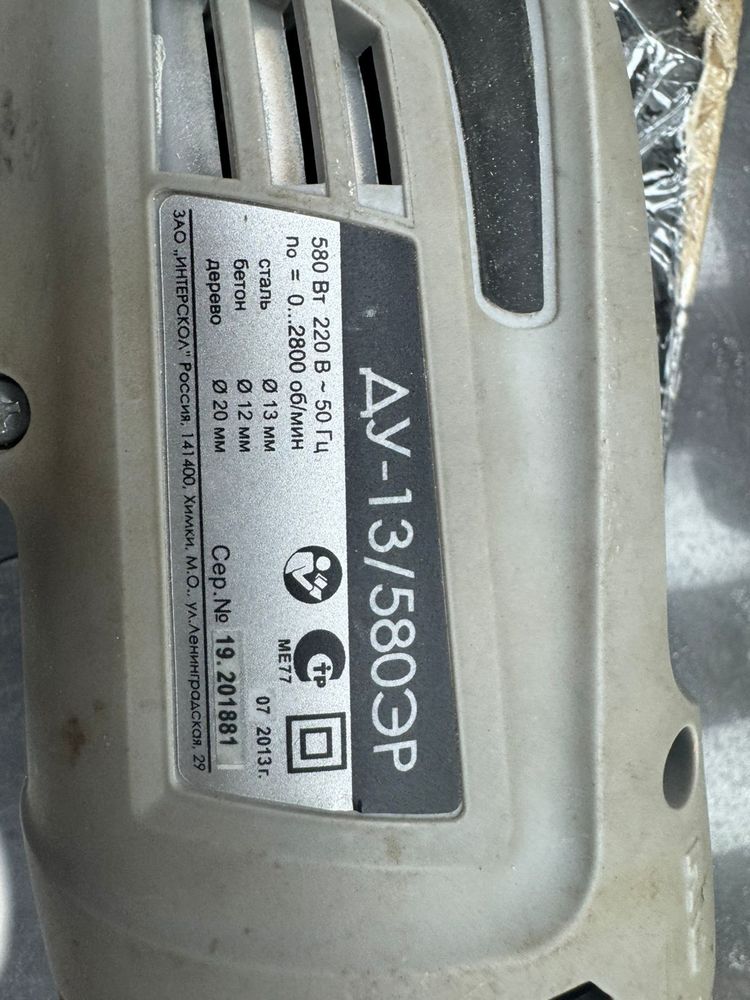 ДУ-13/580ЭР
580 Вт 220 В ~ 50 Гц
no = 0...2800 об/мин
сталь Ø 13 мм
бетон Ø 12 мм
дерево Ø 20 мм
МЕ77
07 2013г.
Сер.№ 19.201881
ЗАО „ИНТЕРСКОЛ" Россия, 141400, Химки, М.О., ул.Ленинградская, 29